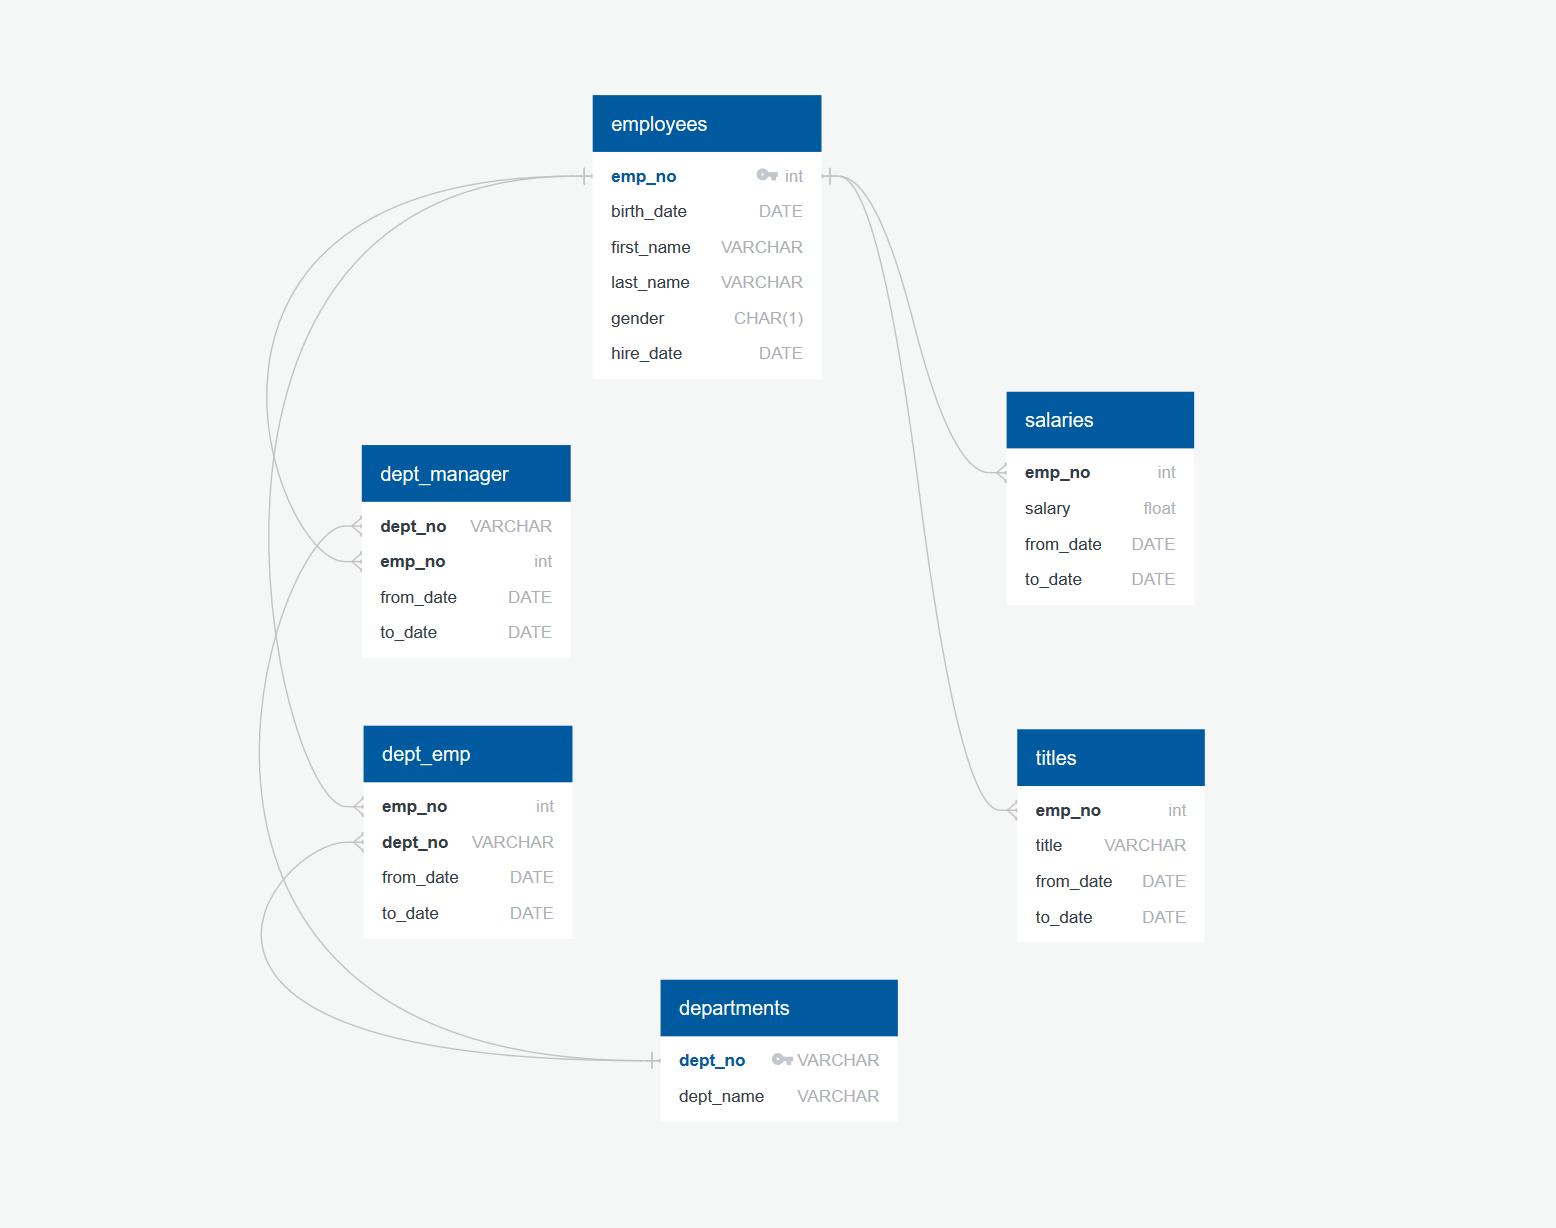 employees
emp_no int
birth_date DATE
first_name VARCHAR
last_name VARCHAR
gender CHAR(1)
hire_date DATE
salaries
emp_no int
salary float
from_date DATE
to_date DATE
dept_manager
dept_no VARCHAR
emp_no int
from_date DATE
to_date DATE
dept_emp
emp_no int
dept_no VARCHAR
from_date DATE
to_date DATE
titles
emp_no int
title VARCHAR
from_date DATE
to_date DATE
departments
dept_no VARCHAR
dept_name VARCHAR